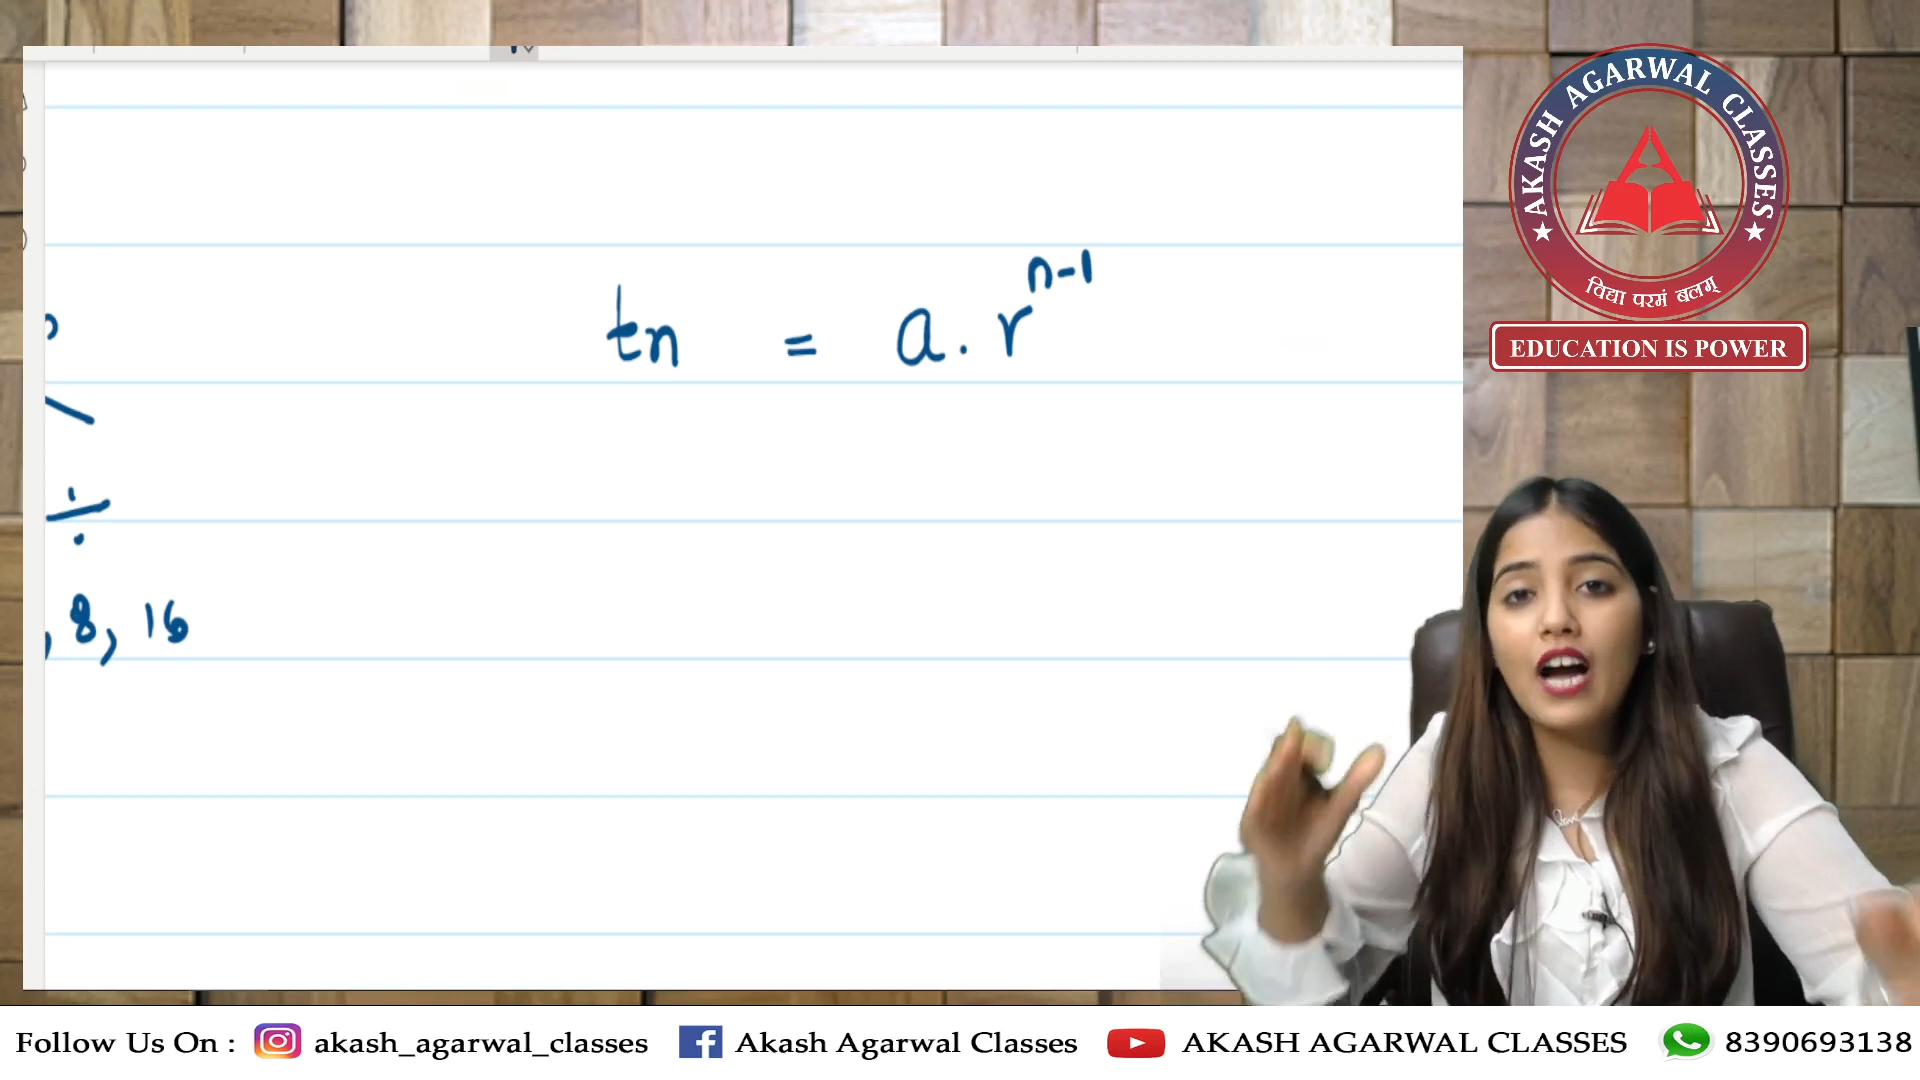 tn = a. r^n-1
÷
, 8, 16
AKASH AGARWAL CLASSES
विद्या परमं बलम्
EDUCATION IS POWER
Follow Us On : akash_agarwal_classes Akash Agarwal Classes AKASH AGARWAL CLASSES 8390693138